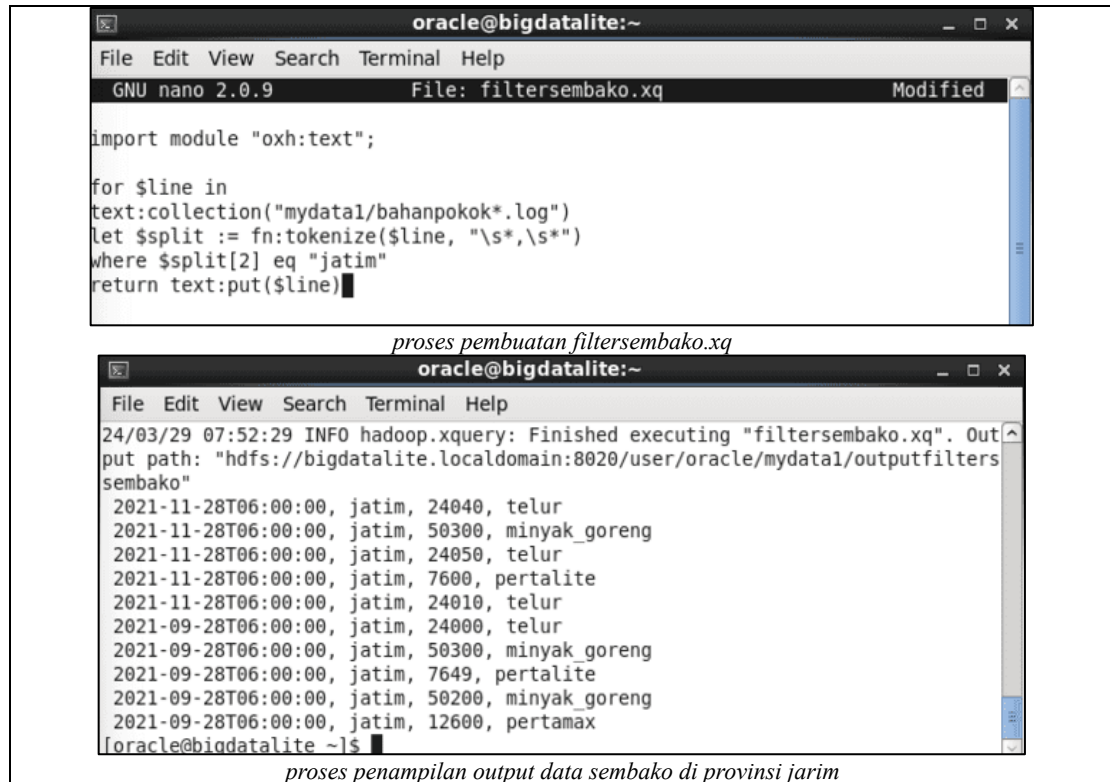 oracle@bigdatalite:~
File Edit View Search Terminal Help
GNU nano 2.0.9 File: filtersembako.xq Modified
import module "oxh:text";
for $line in
text:collection("mydata1/bahanpokok*.log")
let $split := fn:tokenize($line, "\s*,\s*")
where $split[2] eq "jatim"
return text:put($line)
proses pembuatan filtersembako.xq
oracle@bigdatalite:~
File Edit View Search Terminal Help
24/03/29 07:52:29 INFO hadoop.xquery: Finished executing "filtersembako.xq". Out
put path: "hdfs://bigdatalite.localdomain:8020/user/oracle/mydata1/outputfilters
sembako"
2021-11-28T06:00:00, jatim, 24040, telur
2021-11-28T06:00:00, jatim, 50300, minyak_goreng
2021-11-28T06:00:00, jatim, 24050, telur
2021-11-28T06:00:00, jatim, 7600, pertalite
2021-11-28T06:00:00, jatim, 24010, telur
2021-09-28T06:00:00, jatim, 24000, telur
2021-09-28T06:00:00, jatim, 50300, minyak_goreng
2021-09-28T06:00:00, jatim, 7649, pertalite
2021-09-28T06:00:00, jatim, 50200, minyak_goreng
2021-09-28T06:00:00, jatim, 12600, pertamax
[oracle@bigdatalite ~]$
proses penampilan output data sembako di provinsi jarim